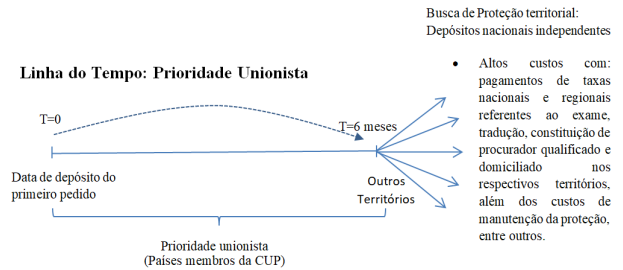 Busca de Proteção territorial:
Depósitos nacionais independentes
Linha do Tempo: Prioridade Unionista
T=0
T=6 meses
Data de depósito do
primeiro pedido
Outros
Territórios
Prioridade unionista
(Países membros da CUP)
• Altos custos com:
pagamentos de taxas
nacionais e regionais
referentes ao exame,
tradução, constituição de
procurador qualificado e
domiciliado nos
respectivos territórios,
além dos custos de
manutenção da proteção,
entre outros.